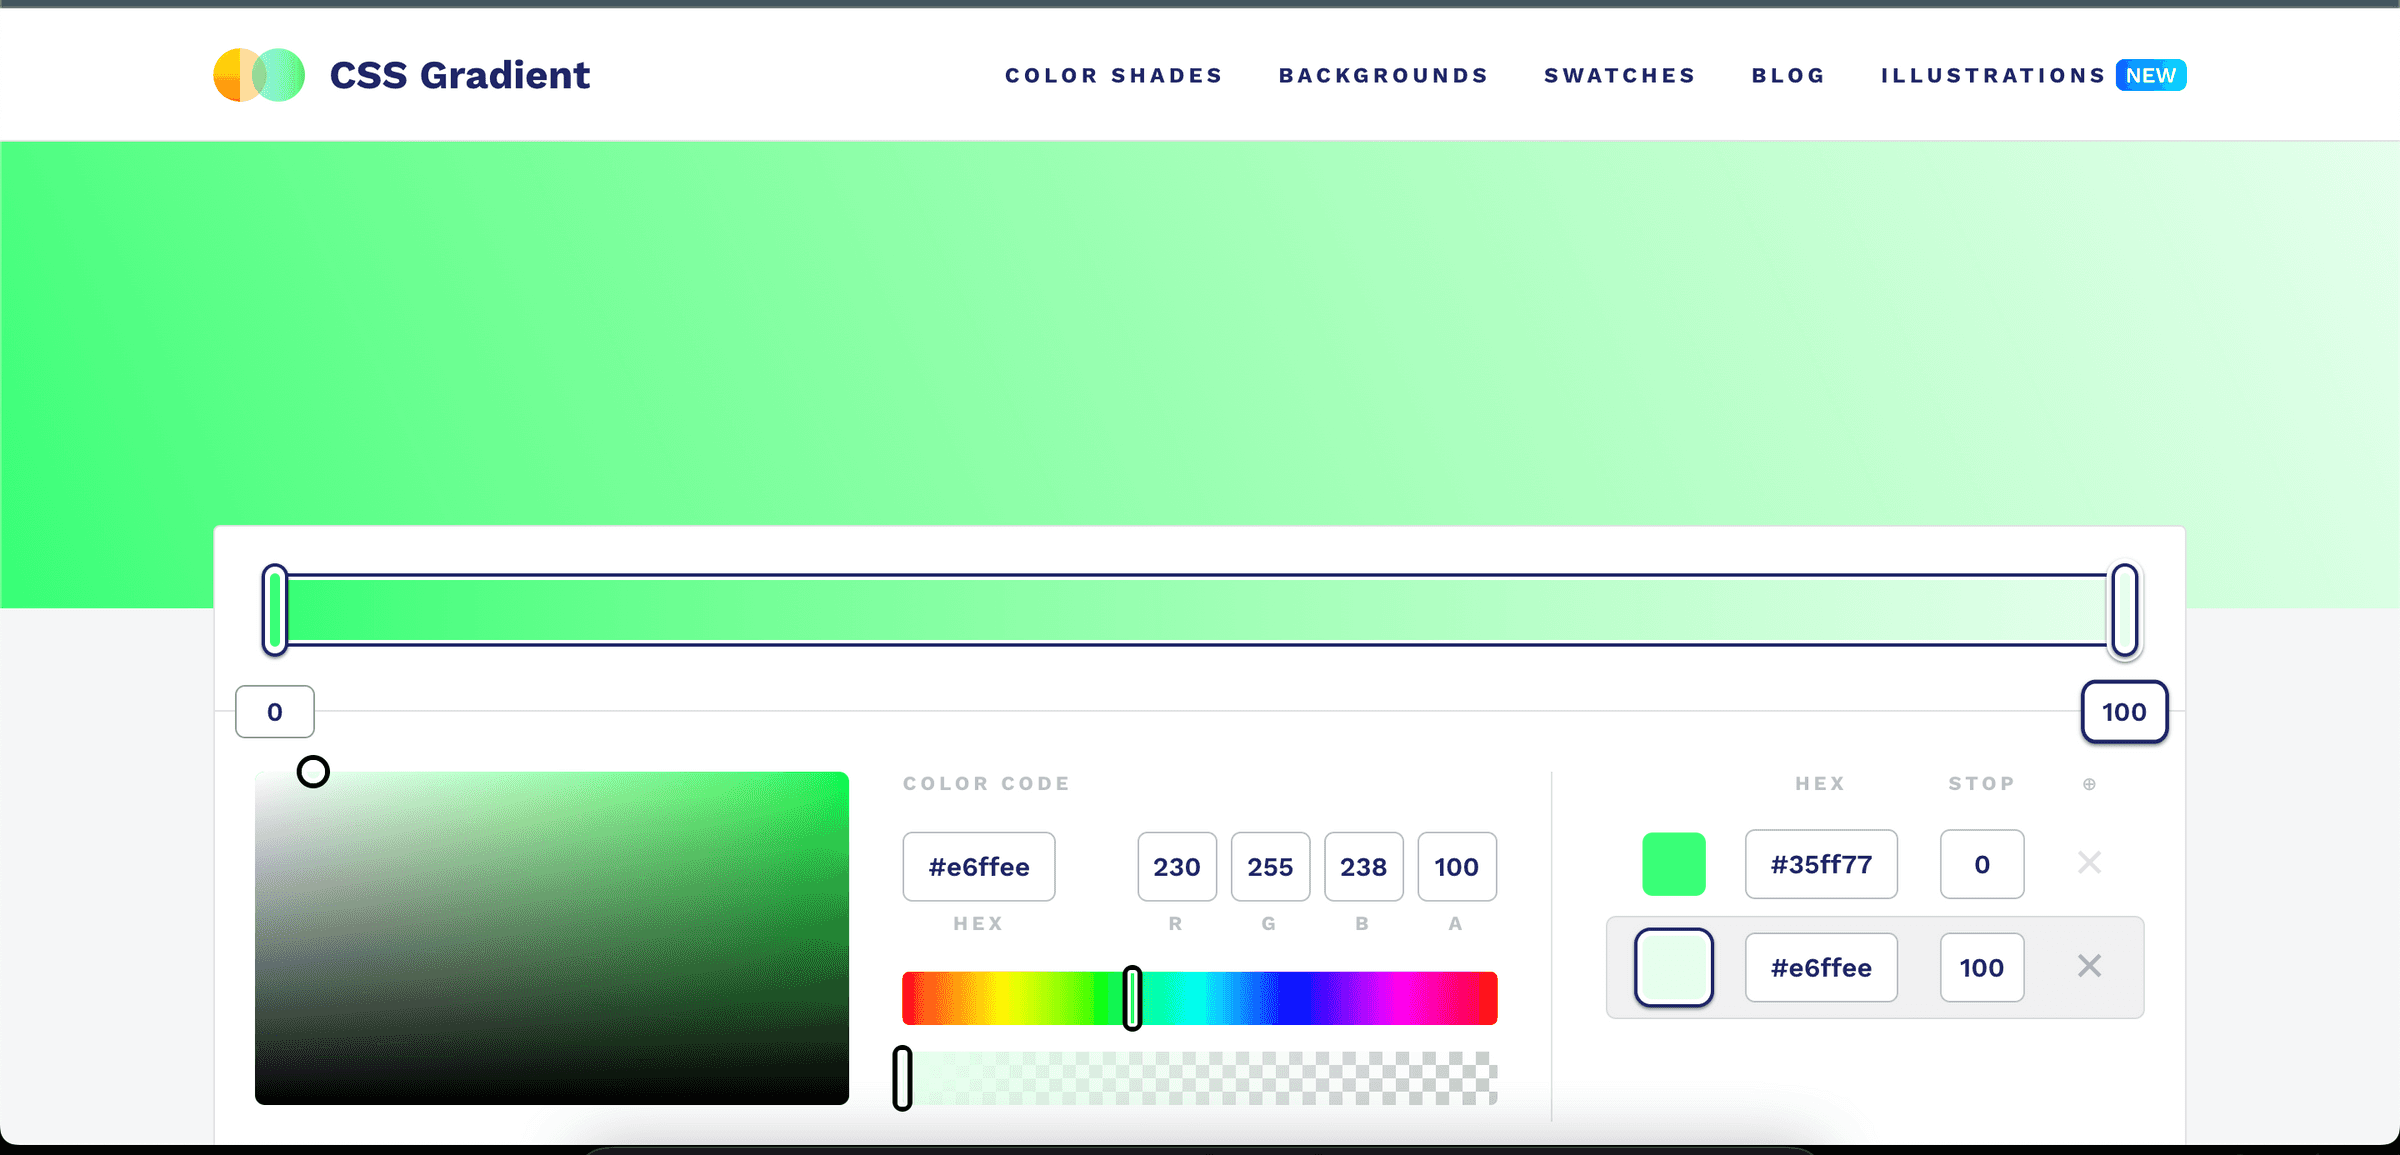 CSS Gradient
COLOR SHADES BACKGROUNDS SWATCHES BLOG ILLUSTRATIONS NEW
0 100
COLOR CODE
#e6ffee 230 255 238 100
HEX R G B A
HEX STOP
#35ff77 0
#e6ffee 100